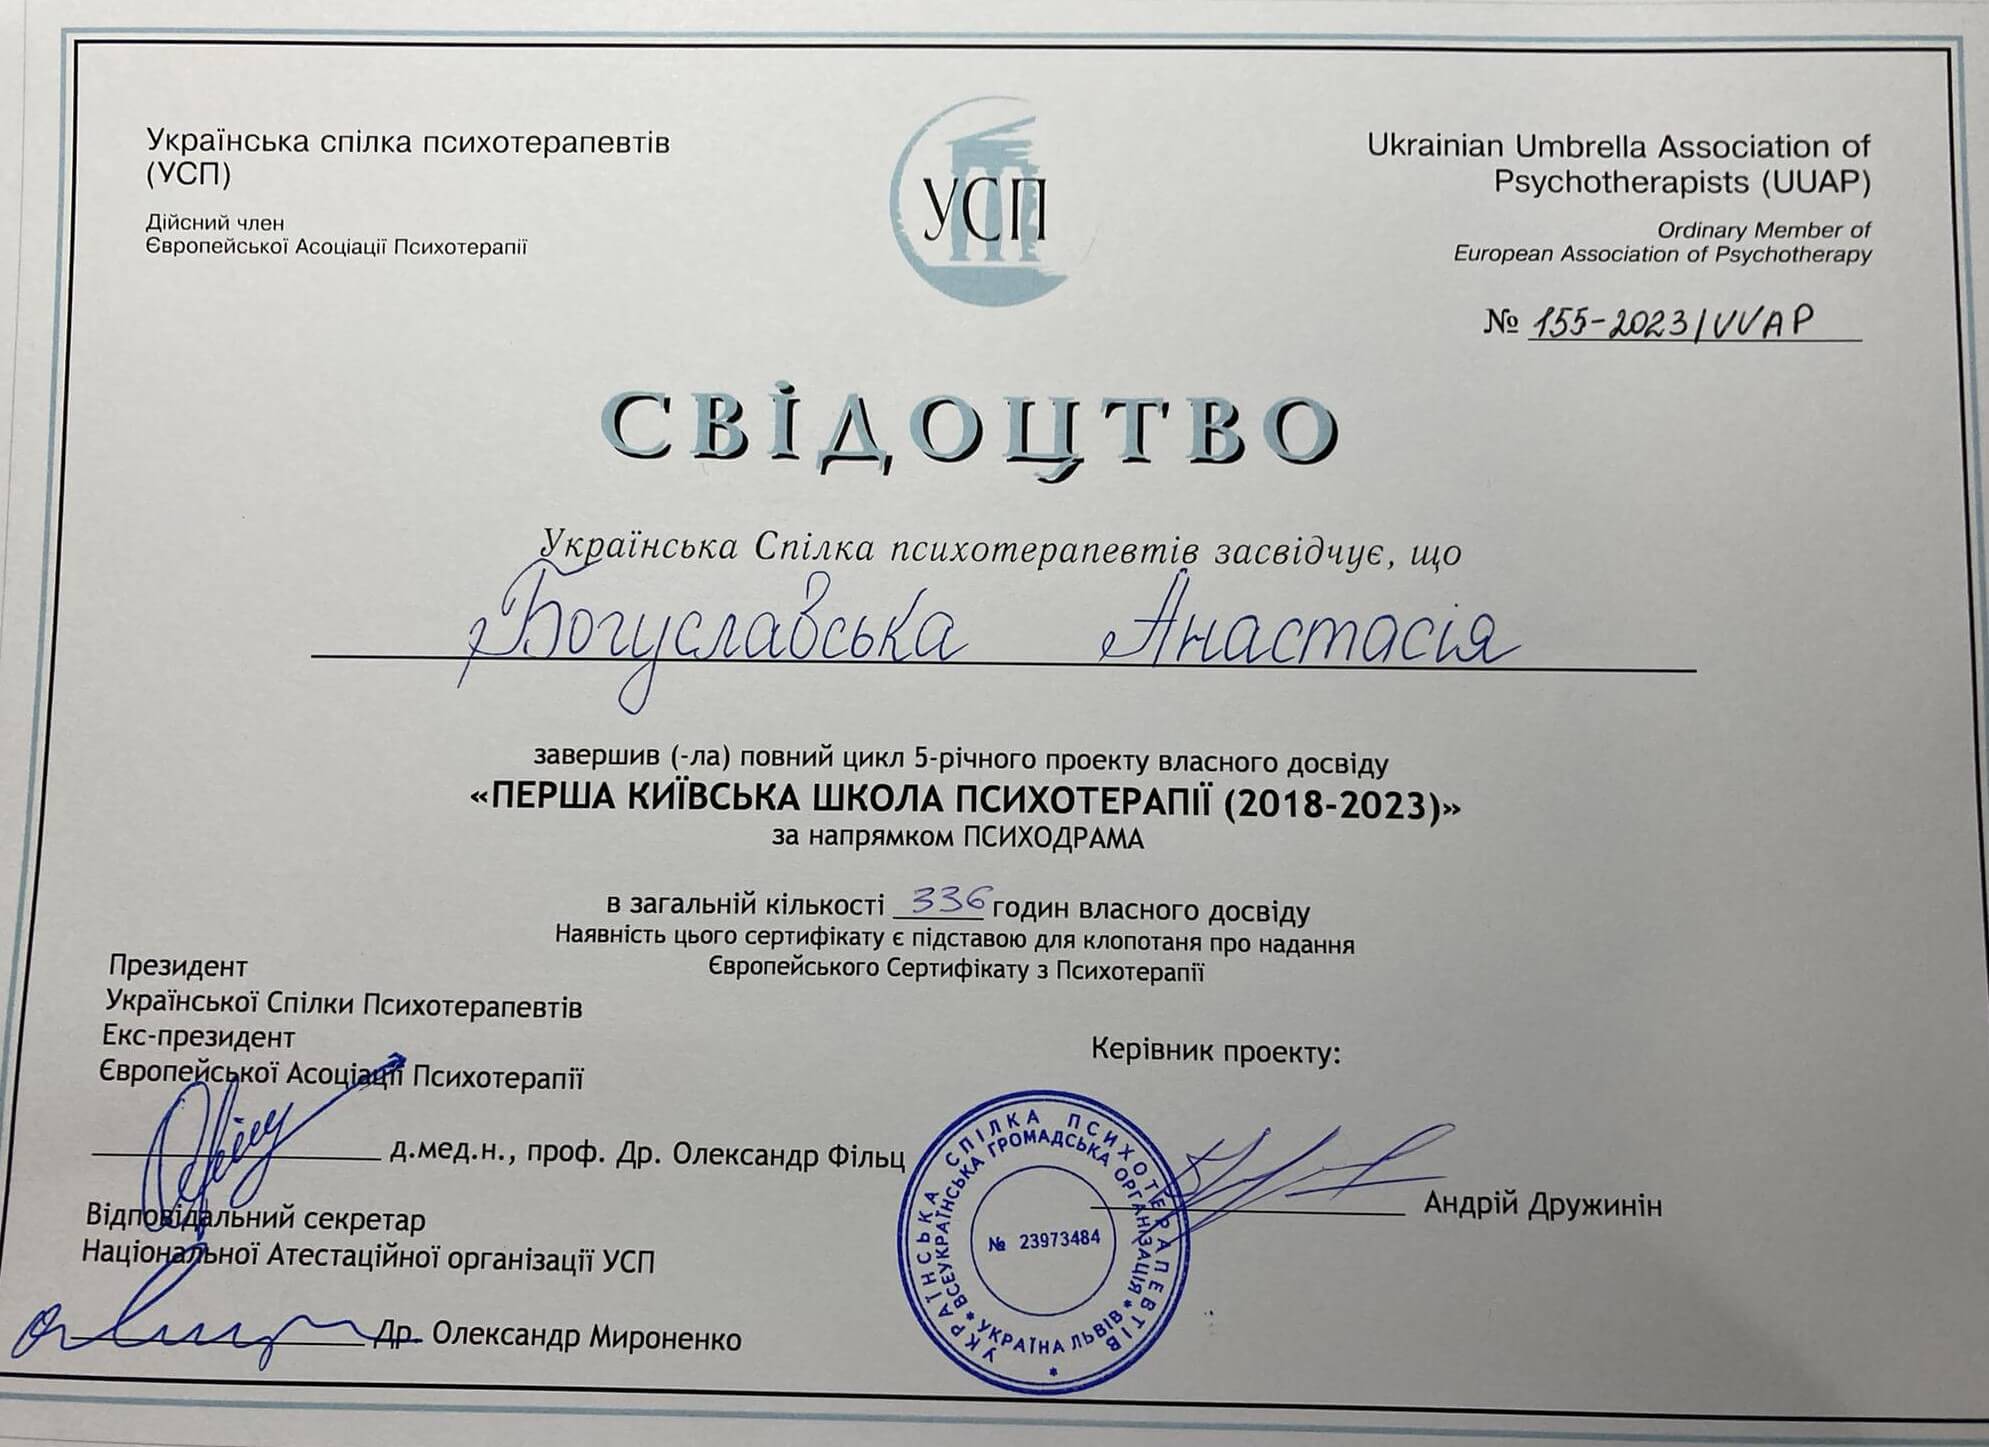 Українська спілка психотерапевтів
(УСП)
Дійсний член
Європейської Асоціації Психотерапії
УСП
Ukrainian Umbrella Association of
Psychotherapists (UUAP)
Ordinary Member of
European Association of Psychotherapy
№ 155-2023/UUAP
СВІДОЦТВО
Українська Спілка психотерапевтів засвідчує, що
Богуславська Анастасія
завершив (-ла) повний цикл 5-річного проекту власного досвіду
«ПЕРША КИЇВСЬКА ШКОЛА ПСИХОТЕРАПІЇ (2018-2023)»
за напрямком ПСИХОДРАМА
в загальній кількості 336 годин власного досвіду
Наявність цього сертифікату є підставою для клопотаня про надання
Європейського Сертифікату з Психотерапії
Президент
Української Спілки Психотерапевтів
Екс-президент
Європейської Асоціації Психотерапії
д.мед.н., проф. Др. Олександр Фільц
Відповідальний секретар
Національної Атестаційної організації УСП
Др. Олександр Мироненко
Керівник проекту:
Андрій Дружинін
УКРАЇНСЬКА СПІЛКА ПСИХОТЕРАПЕВТІВ
ВСЕУКРАЇНСЬКА ГРОМАДСЬКА ОРГАНІЗАЦІЯ
* УКРАЇНА ЛЬВІВ *
№ 23973484